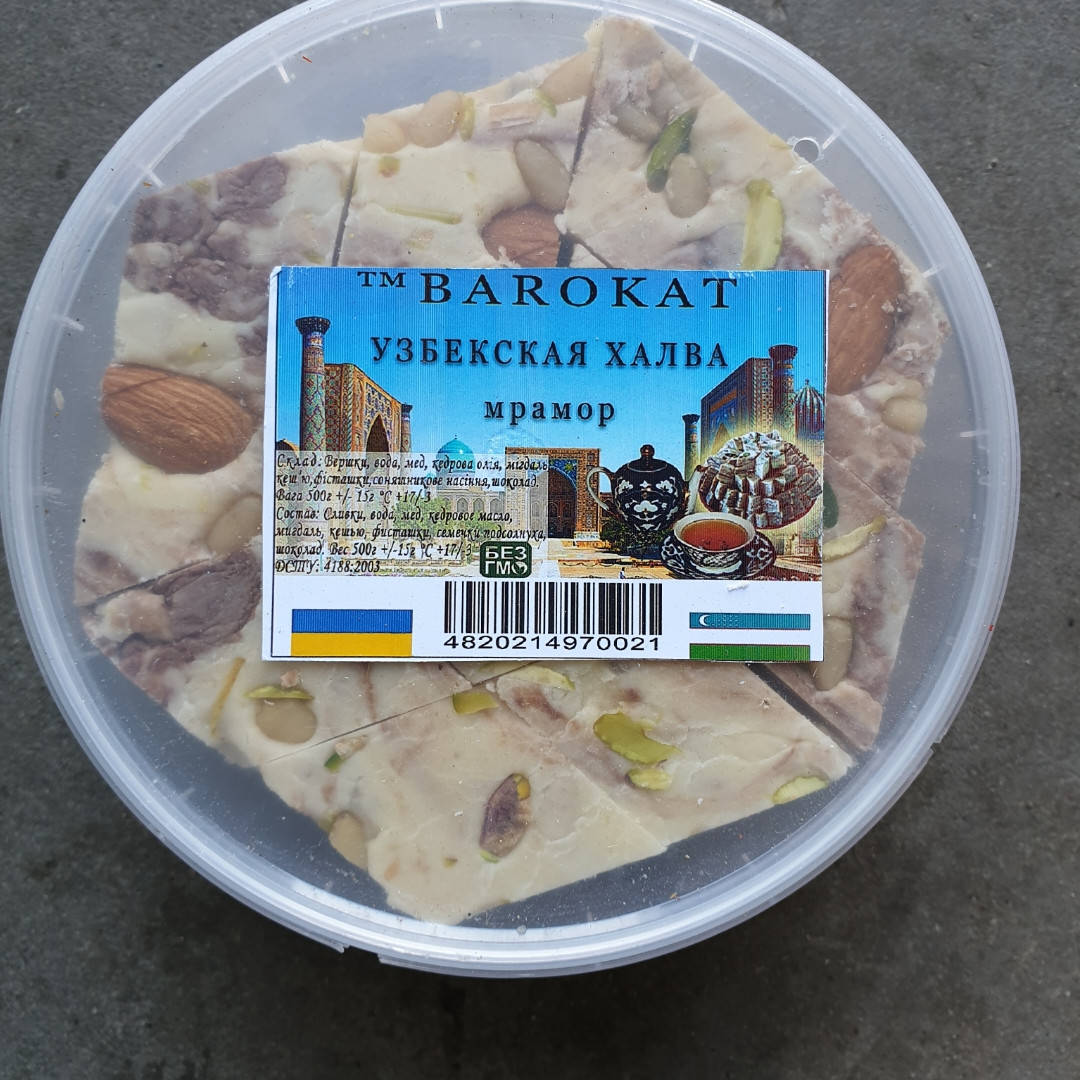 TM BAROKAT
УЗБЕКСКАЯ ХАЛВА
мрамор
Склад: Вершки, вода, мед, кедрова олія, мігдаль
кеш'ю, фісташки, соняшникове насіння, шоколад.
Вага 500г +/- 15г °C +17/-3
Состав: Сливки, вода, мед, кедровое масло,
мигдаль, кешью, фисташки, семечки подсолнуха,
шоколад. Вес 500г +/-15г °C +17/-3
ДСТУ: 4188:2003
БЕЗ
ГМО
4820214970021